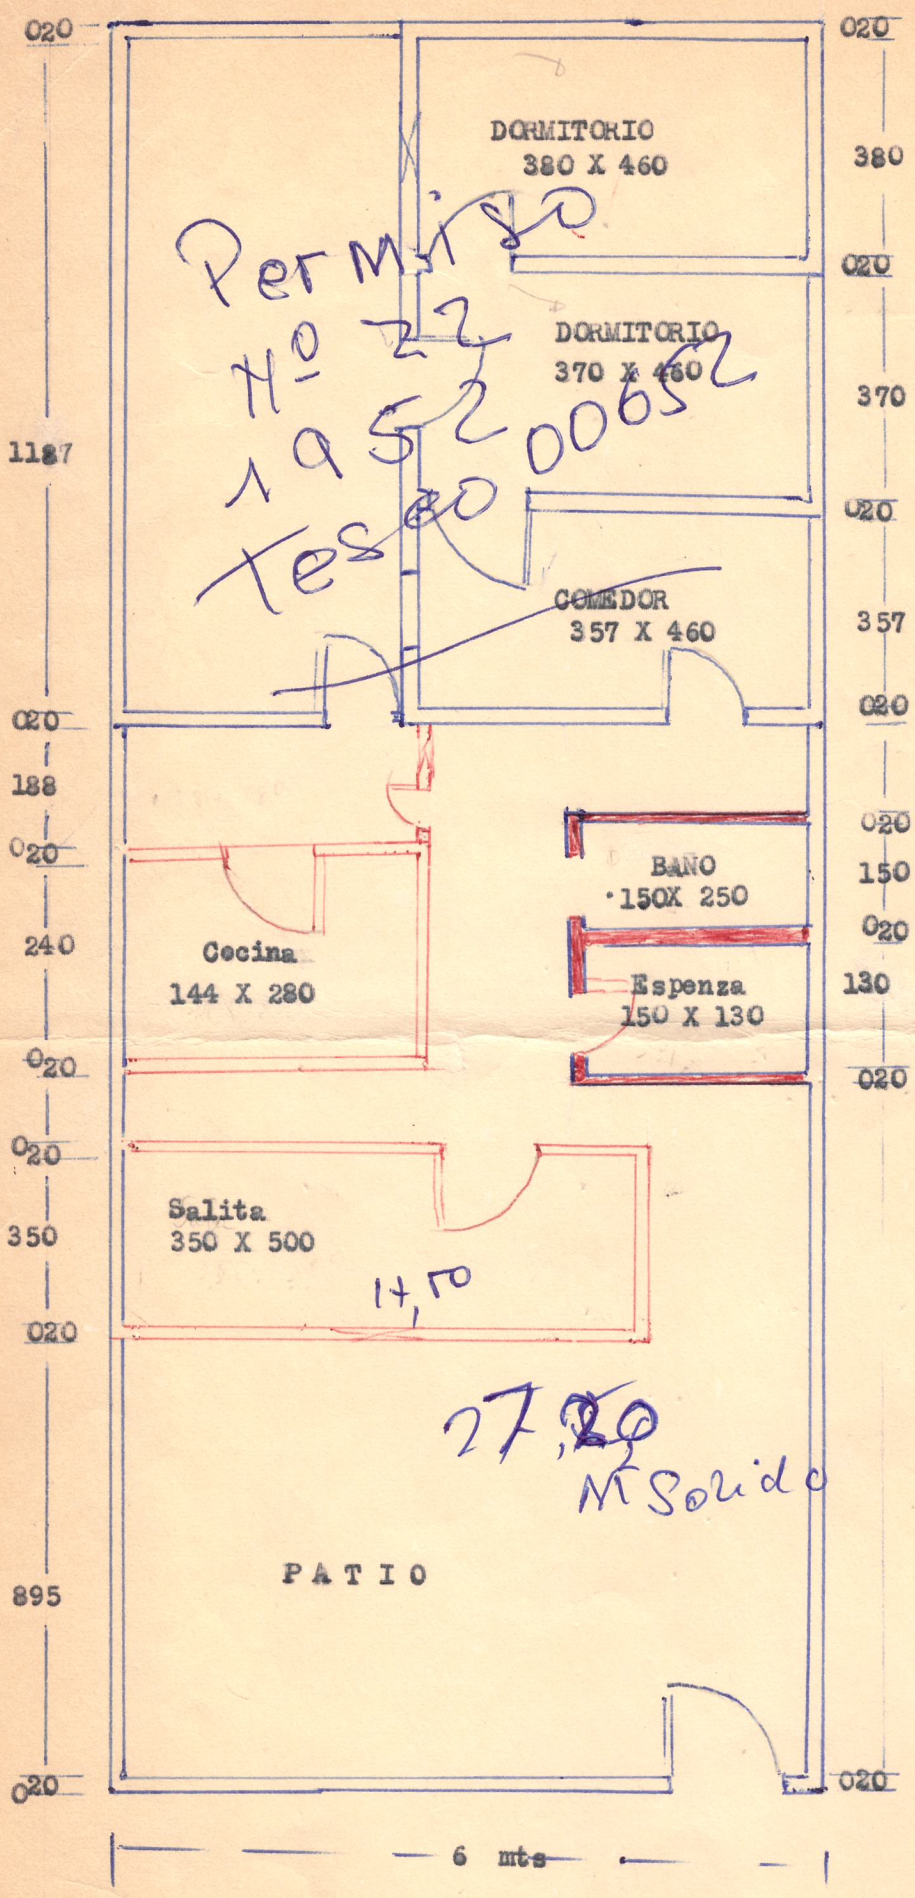 020
020
DORMITORIO
380 X 460
380
Permiso
020
Nº 22
DORMITORIO
370 X 460
370
1952
1187
Teseo 00652
020
COMEDOR
357 X 460
357
020
020
188
020
020
BAÑO
150X 250
150
020
240
Cocina
144 X 280
Espenza
150 X 130
130
020
020
020
Salita
350 X 500
350
17,50
020
27,20
M Solido
PATIO
895
020
020
6 mts